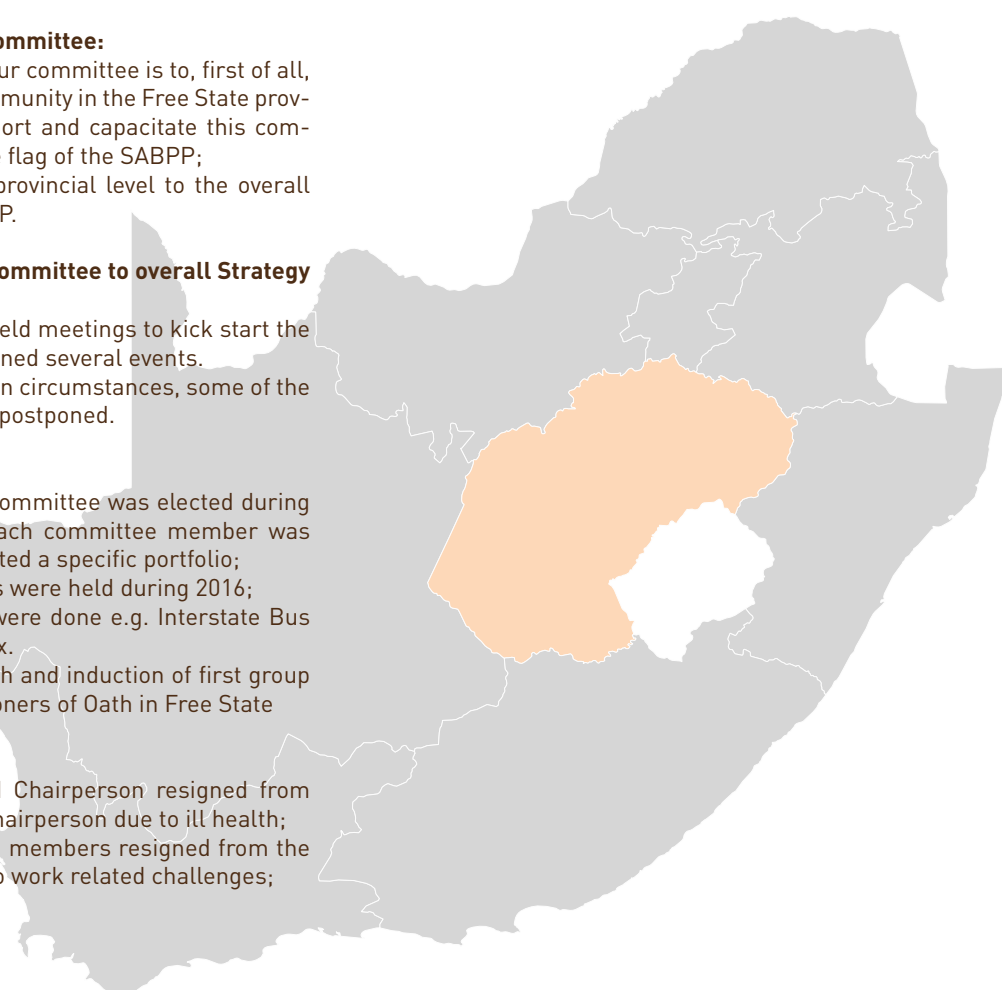 ommittee:
ur committee is to, first of all,
munity in the Free State prov-
ort and capacitate this com-
flag of the SABPP;
provincial level to the overall
P.
ommittee to overall Strategy
eld meetings to kick start the
ned several events.
n circumstances, some of the
postponed.
ommittee was elected during
ach committee member was
ted a specific portfolio;
s were held during 2016;
were done e.g. Interstate Bus
x.
h and induction of first group
oners of Oath in Free State
Chairperson resigned from
hairperson due to ill health;
members resigned from the
o work related challenges;